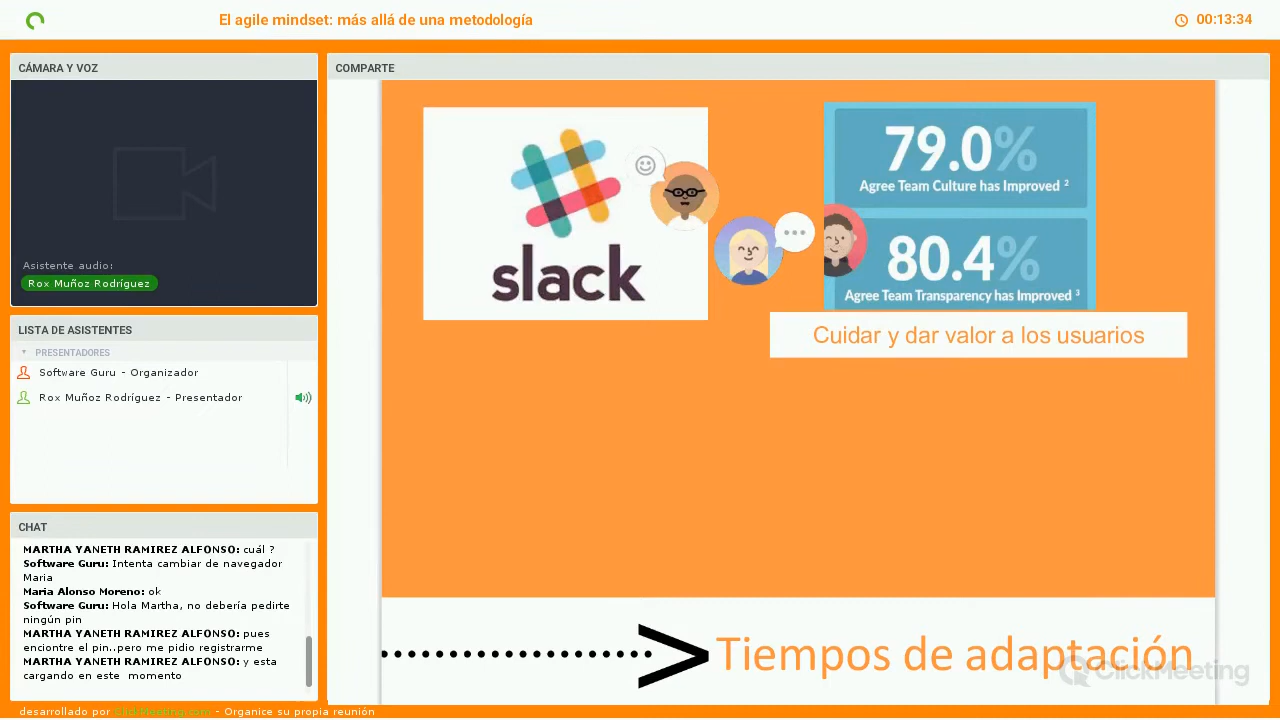 El agile mindset: más allá de una metodología
00:13:34
CÁMARA Y VOZ
Asistente audio:
Rox Muñoz Rodríguez
LISTA DE ASISTENTES
PRESENTADORES
Software Guru - Organizador
Rox Muñoz Rodríguez - Presentador
CHAT
MARTHA YANETH RAMIREZ ALFONSO: cuál ?
Software Guru: Intenta cambiar de navegador
Maria
Maria Alonso Moreno: ok
Software Guru: Hola Martha, no debería pedirte
ningún pin
MARTHA YANETH RAMIREZ ALFONSO: pues
encontre el pin..pero me pidio registrarme
MARTHA YANETH RAMIREZ ALFONSO: y esta
cargando en este momento
COMPARTE
slack
79.0%
Agree Team Culture has Improved 2
80.4%
Agree Team Transparency has Improved 3
Cuidar y dar valor a los usuarios
> Tiempos de adaptación
ClickMeeting
desarrollado por ClickMeeting.com - Organice su propia reunión